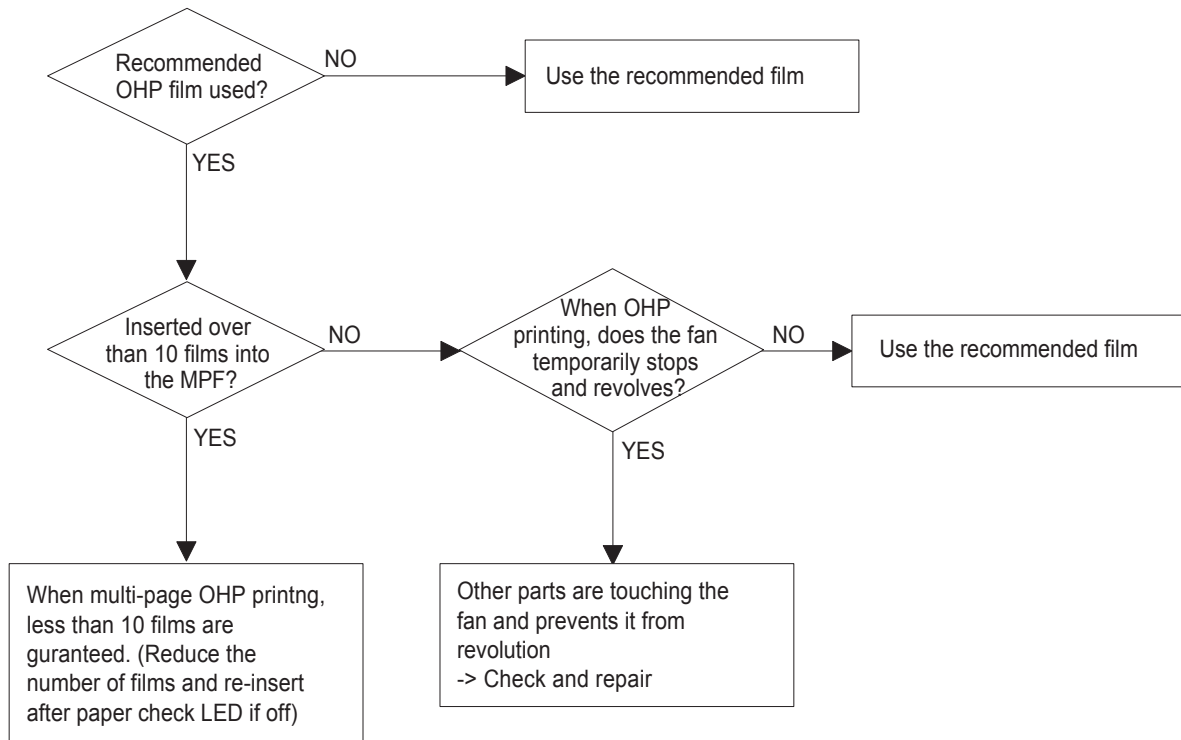 Recommended
OHP film used?
NO
Use the recommended film
YES
Inserted over
than 10 films into
the MPF?
NO
When OHP
printing, does the fan
temporarily stops
and revolves?
NO
Use the recommended film
YES
YES
When multi-page OHP printng,
less than 10 films are
guranteed. (Reduce the
number of films and re-insert
after paper check LED if off)
Other parts are touching the
fan and prevents it from
revolution
-> Check and repair